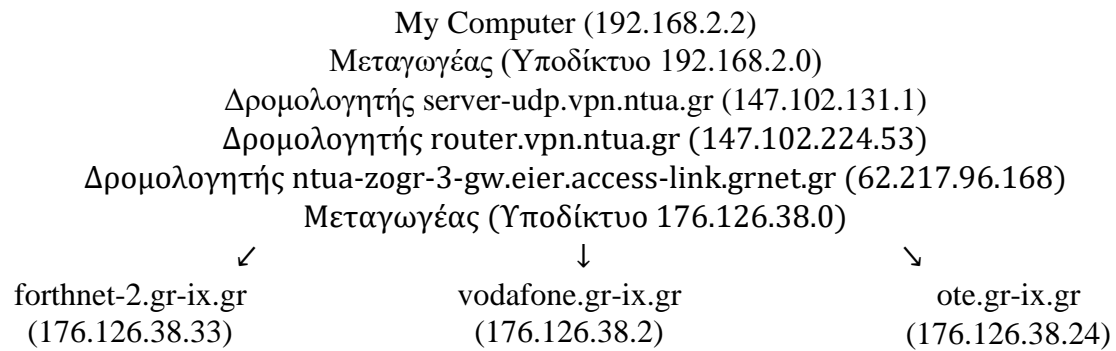 My Computer (192.168.2.2)
Μεταγωγέας (Υποδίκτυο 192.168.2.0)
Δρομολογητής server-udp.vpn.ntua.gr (147.102.131.1)
Δρομολογητής router.vpn.ntua.gr (147.102.224.53)
Δρομολογητής ntua-zogr-3-gw.eier.access-link.grnet.gr (62.217.96.168)
Μεταγωγέας (Υποδίκτυο 176.126.38.0)
↙ ↓ ↘
forthnet-2.gr-ix.gr vodafone.gr-ix.gr ote.gr-ix.gr
(176.126.38.33) (176.126.38.2) (176.126.38.24)